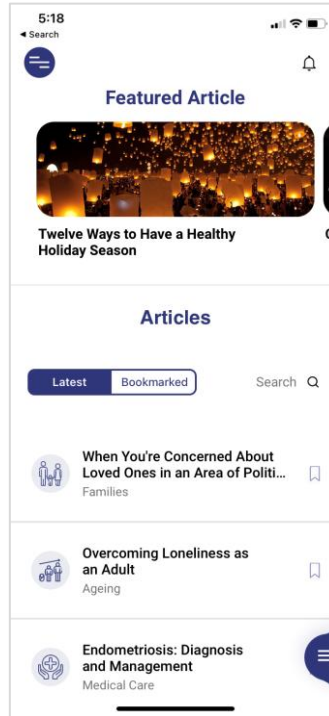 5:18
◄ Search
Featured Article
Twelve Ways to Have a Healthy
Holiday Season
Articles
Latest
Bookmarked
Search
When You're Concerned About
Loved Ones in an Area of Politi...
Families
Overcoming Loneliness as
an Adult
Ageing
Endometriosis: Diagnosis
and Management
Medical Care